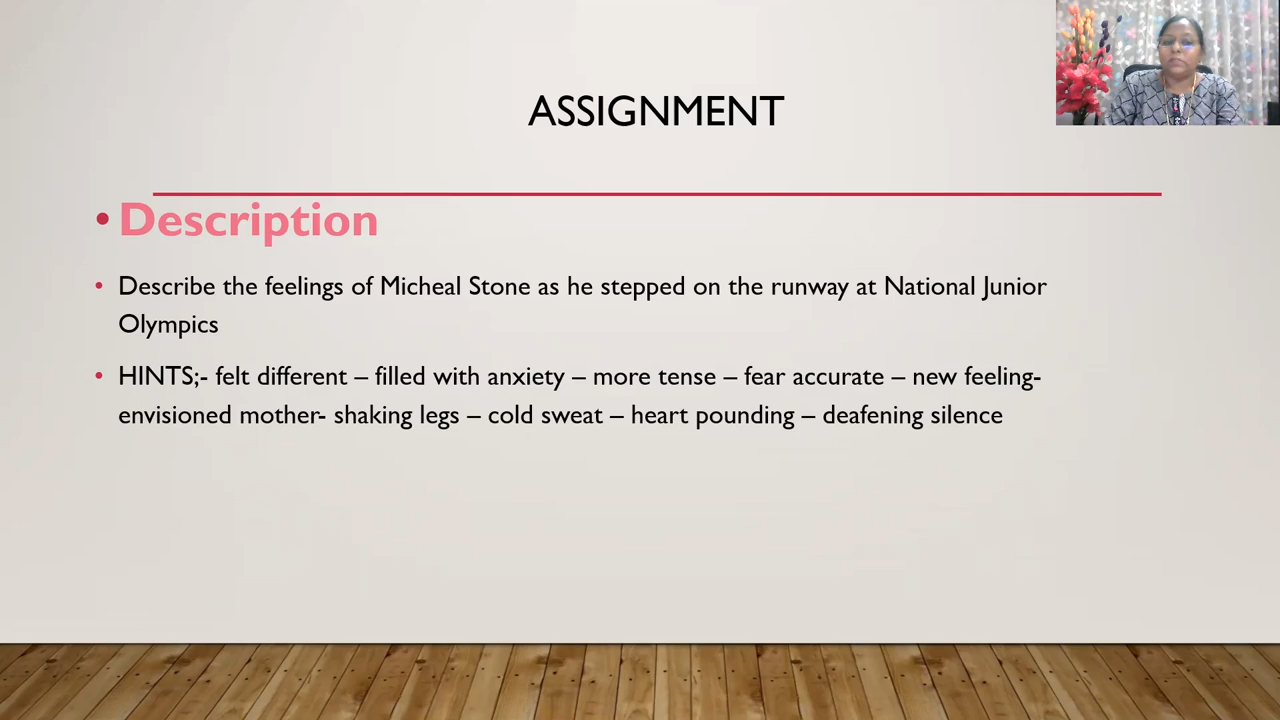 ASSIGNMENT
• Description
• Describe the feelings of Micheal Stone as he stepped on the runway at National Junior
Olympics
• HINTS;- felt different – filled with anxiety – more tense – fear accurate – new feeling-
envisioned mother- shaking legs – cold sweat – heart pounding – deafening silence